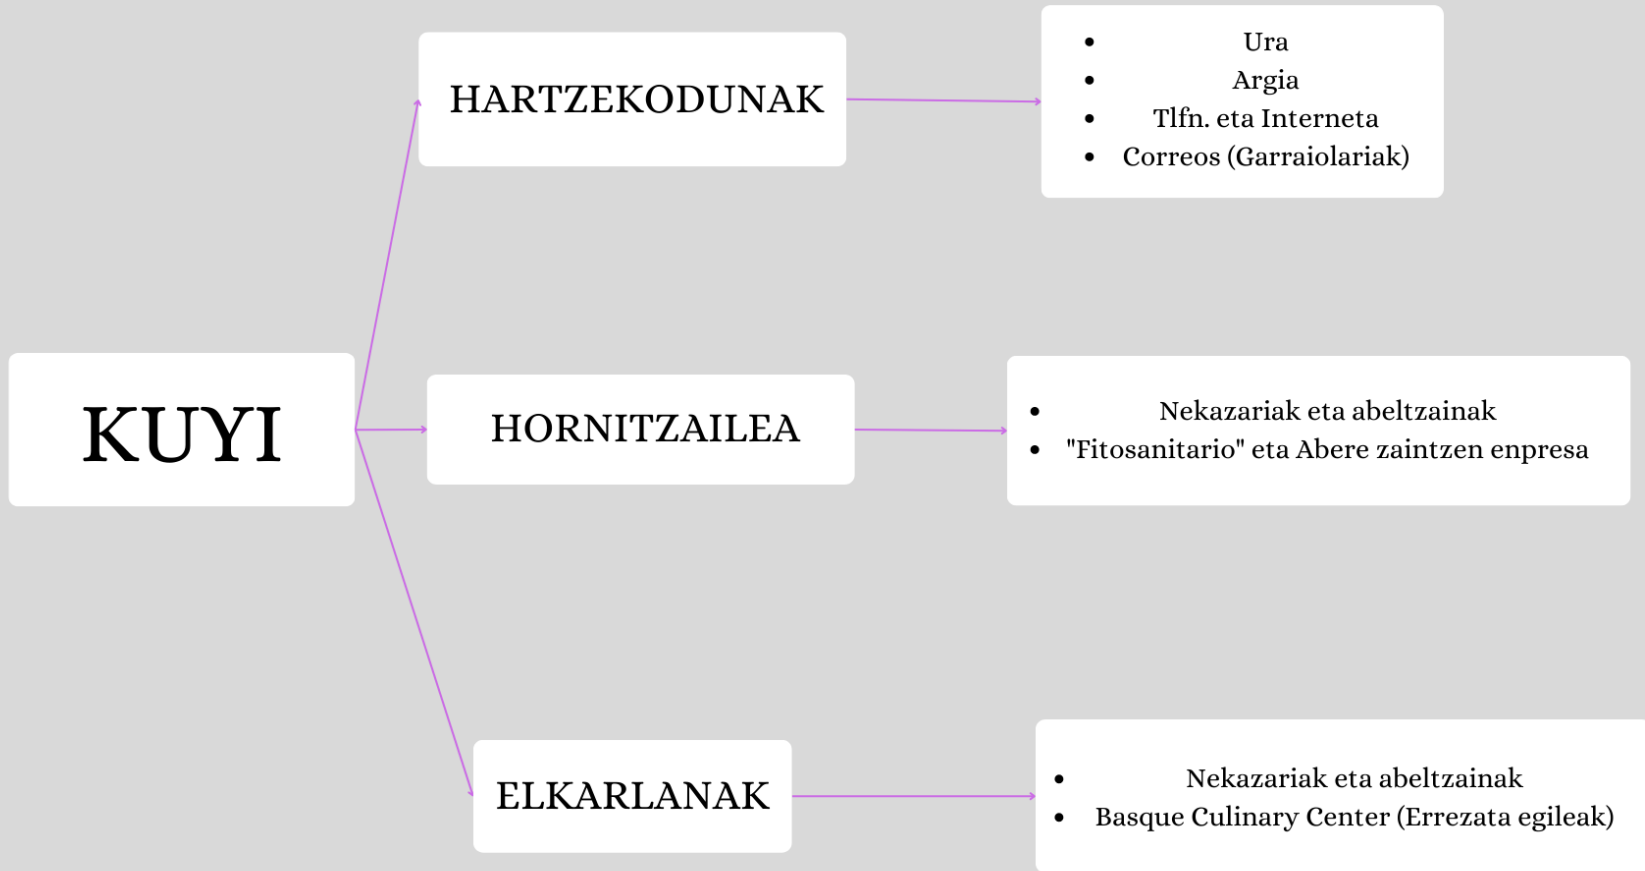 KUYI
HARTZEKODUNAK
• Ura
• Argia
• Tlfn. eta Interneta
• Correos (Garraiolariak)
HORNITZAILEA
• Nekazariak eta abeltzainak
• "Fitosanitario" eta Abere zaintzen enpresa
ELKARLANAK
• Nekazariak eta abeltzainak
• Basque Culinary Center (Errezata egileak)